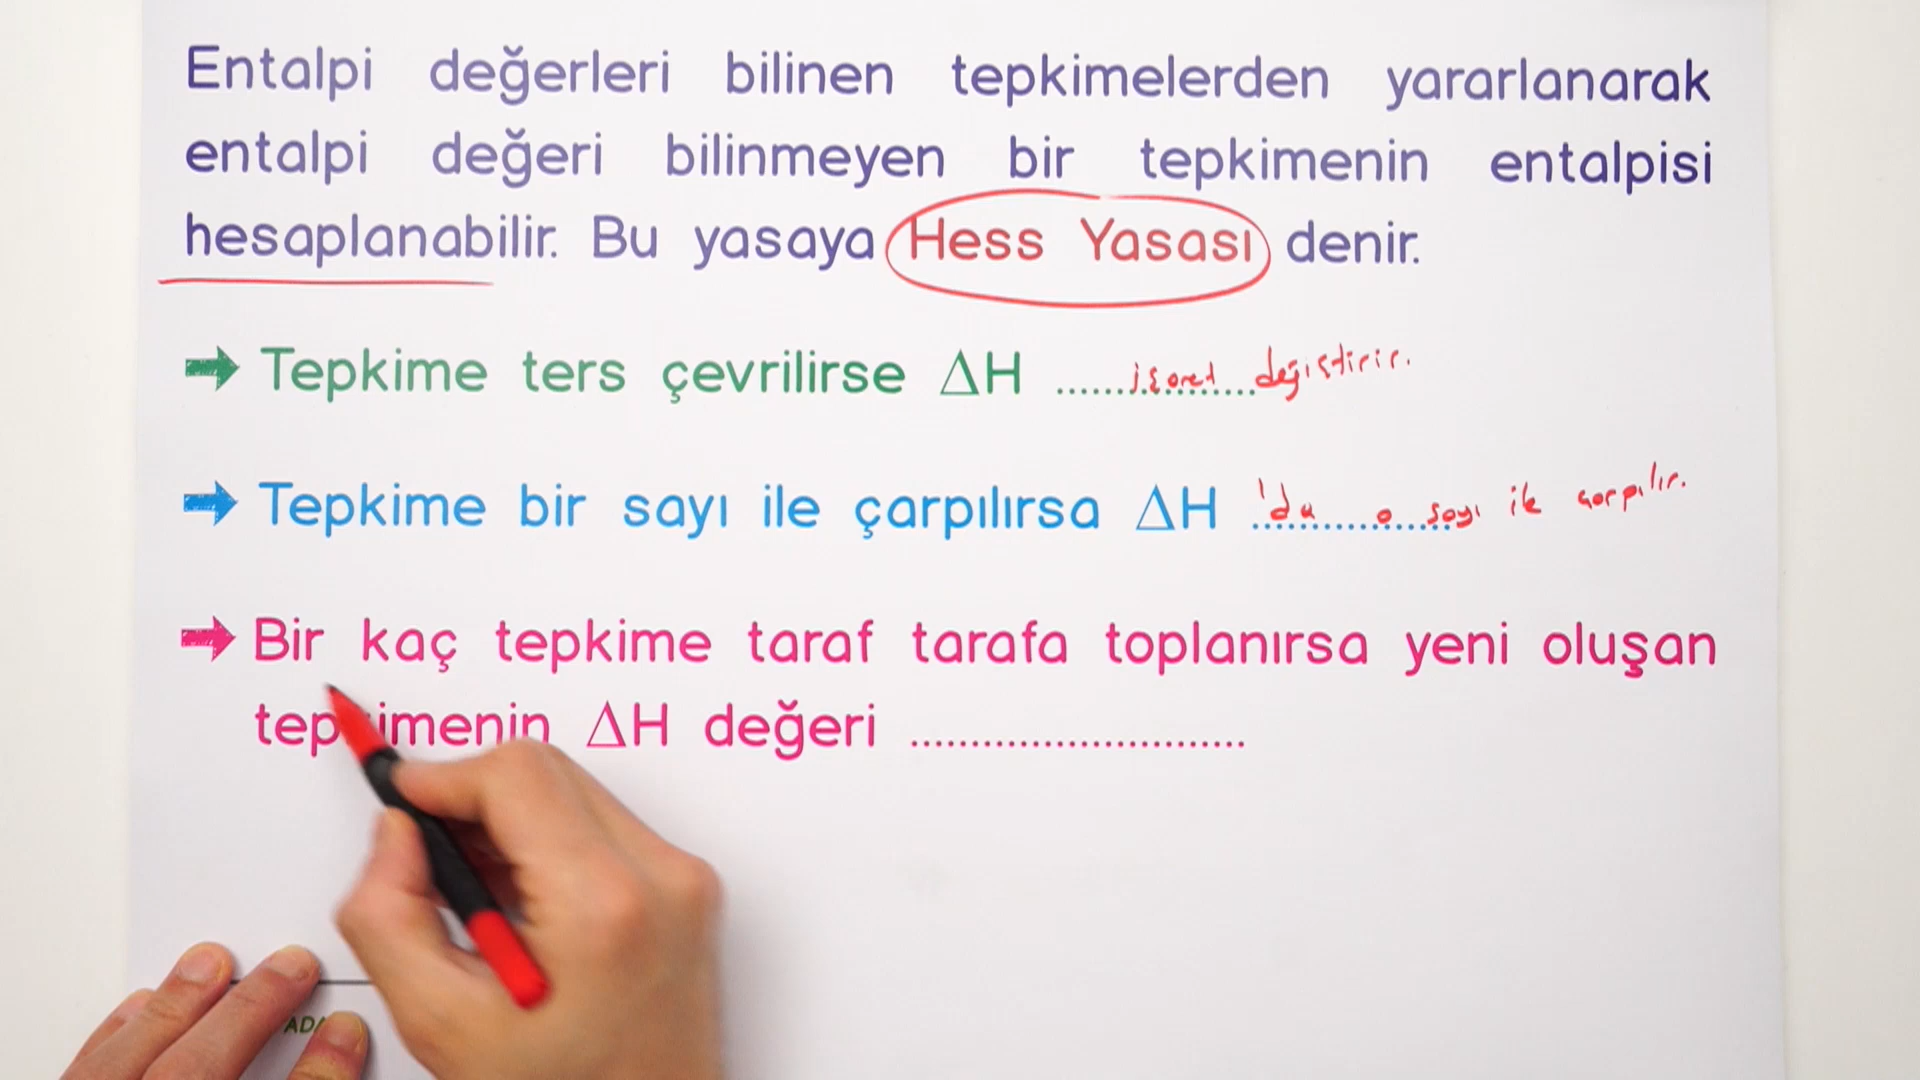 Entalpi değerleri bilinen tepkimelerden yararlanarak
entalpi değeri bilinmeyen bir tepkimenin entalpisi
hesaplanabilir. Bu yasaya Hess Yasası denir.
Tepkime ters çevrilirse ΔH ......işaret......değiştirir.
Tepkime bir sayı ile çarpılırsa ΔH 'da o sayı ile çarpılır.
Bir kaç tepkime taraf tarafa toplanırsa yeni oluşan
tepkimenin ΔH değeri ............................